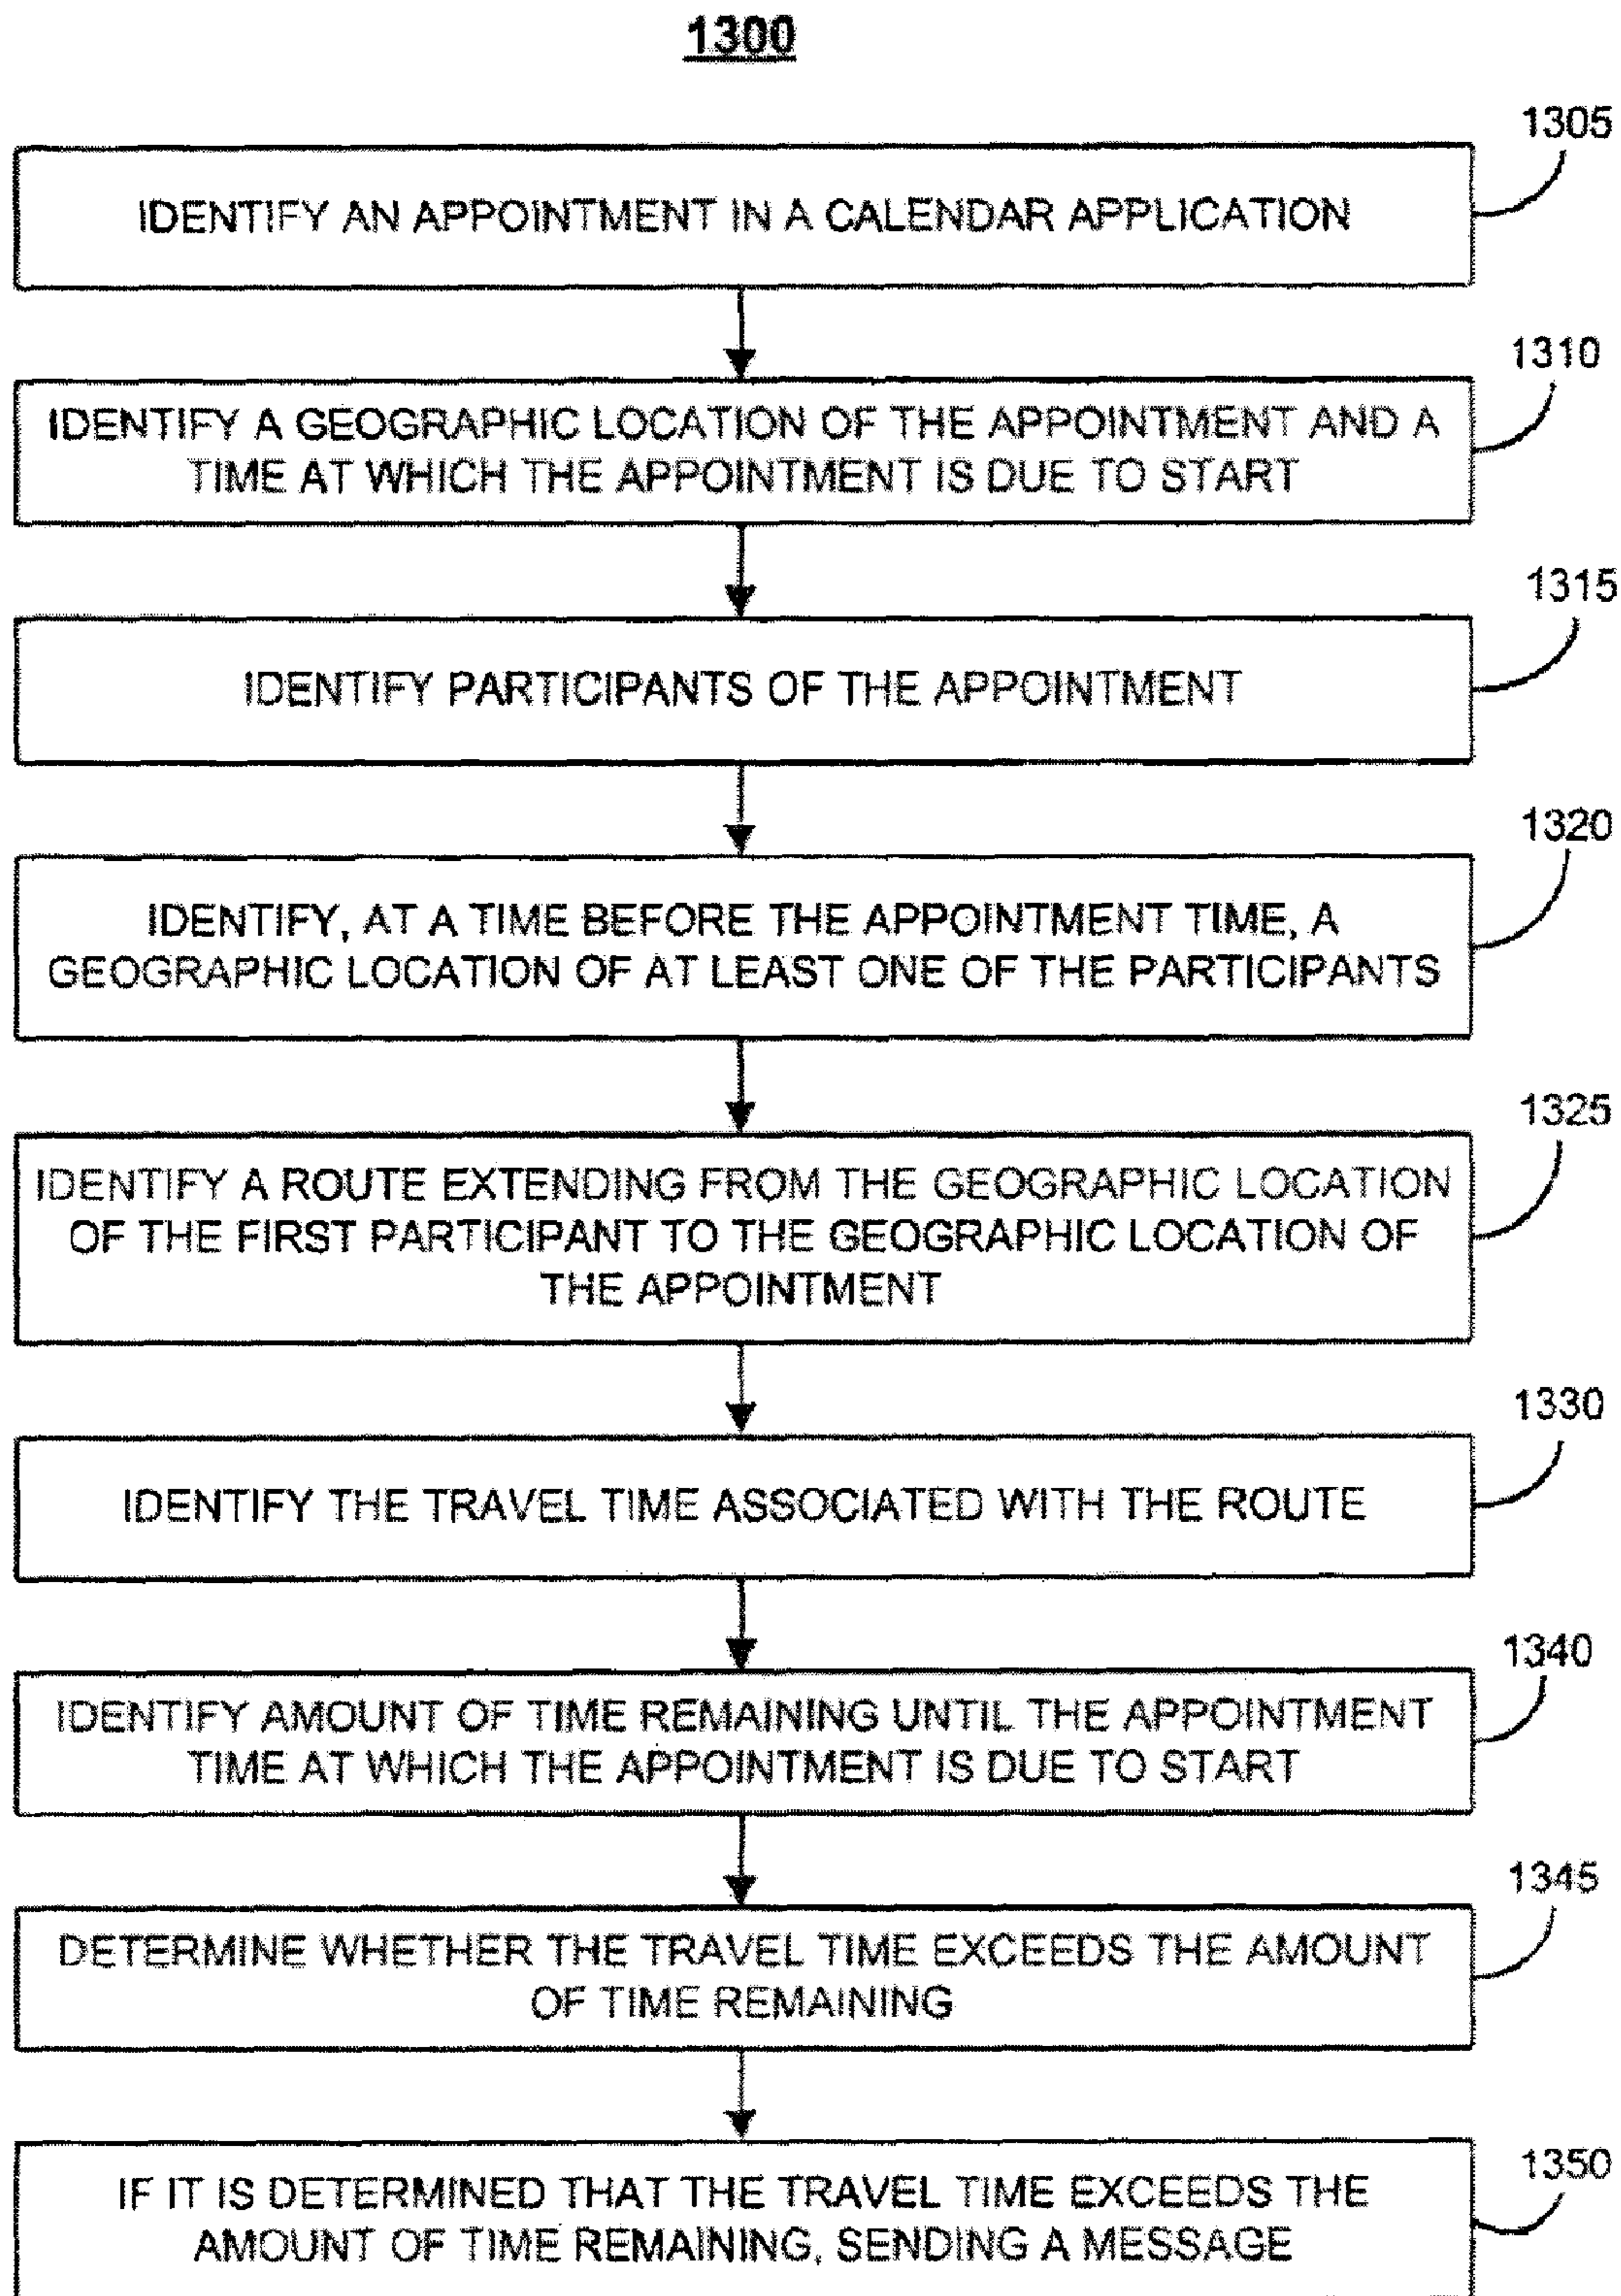 1300
1305
IDENTIFY AN APPOINTMENT IN A CALENDAR APPLICATION
1310
IDENTIFY A GEOGRAPHIC LOCATION OF THE APPOINTMENT AND A
TIME AT WHICH THE APPOINTMENT IS DUE TO START
1315
IDENTIFY PARTICIPANTS OF THE APPOINTMENT
1320
IDENTIFY, AT A TIME BEFORE THE APPOINTMENT TIME, A
GEOGRAPHIC LOCATION OF AT LEAST ONE OF THE PARTICIPANTS
1325
IDENTIFY A ROUTE EXTENDING FROM THE GEOGRAPHIC LOCATION
OF THE FIRST PARTICIPANT TO THE GEOGRAPHIC LOCATION OF
THE APPOINTMENT
1330
IDENTIFY THE TRAVEL TIME ASSOCIATED WITH THE ROUTE
1340
IDENTIFY AMOUNT OF TIME REMAINING UNTIL THE APPOINTMENT
TIME AT WHICH THE APPOINTMENT IS DUE TO START
1345
DETERMINE WHETHER THE TRAVEL TIME EXCEEDS THE AMOUNT
OF TIME REMAINING
1350
IF IT IS DETERMINED THAT THE TRAVEL TIME EXCEEDS THE
AMOUNT OF TIME REMAINING, SENDING A MESSAGE